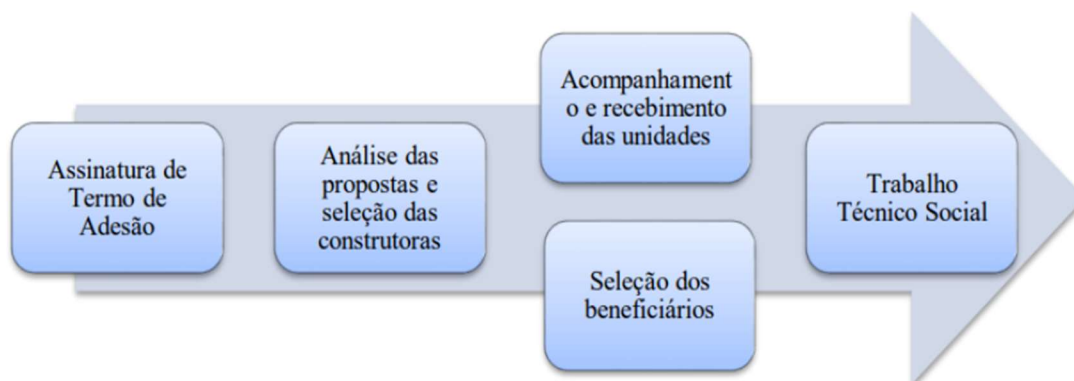 Assinatura de
Termo de
Adesão
Análise das
propostas e
seleção das
construtoras
Acompanhament
o e recebimento
das unidades
Seleção dos
beneficiários
Trabalho
Técnico Social